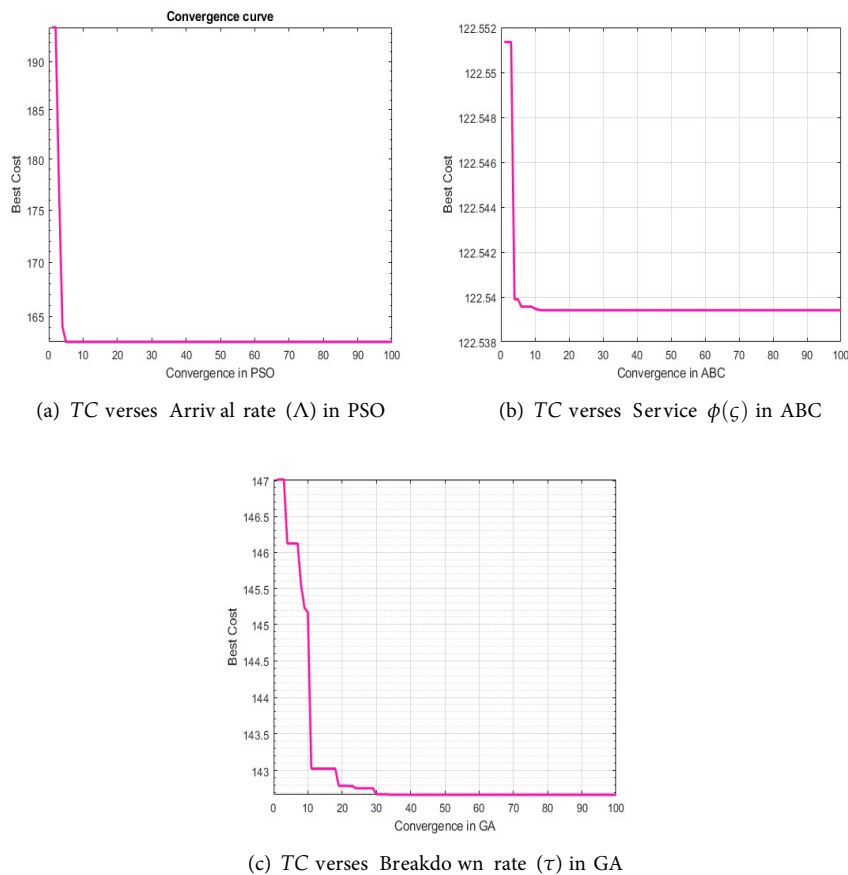 Convergence curve
190
185
180
175
170
165
Best Cost
0 10 20 30 40 50 60 70 80 90 100
Convergence in PSO
(a) TC verses Arriv al rate (Λ) in PSO
122.552
122.55
122.548
122.546
122.544
122.542
122.54
122.538
Best Cost
0 10 20 30 40 50 60 70 80 90 100
Convergence in ABC
(b) TC verses Service ϕ(ς) in ABC
147
146.5
146
145.5
145
144.5
144
143.5
143
Best Cost
0 10 20 30 40 50 60 70 80 90 100
Convergence in GA
(c) TC verses Breakdo wn rate (τ) in GA